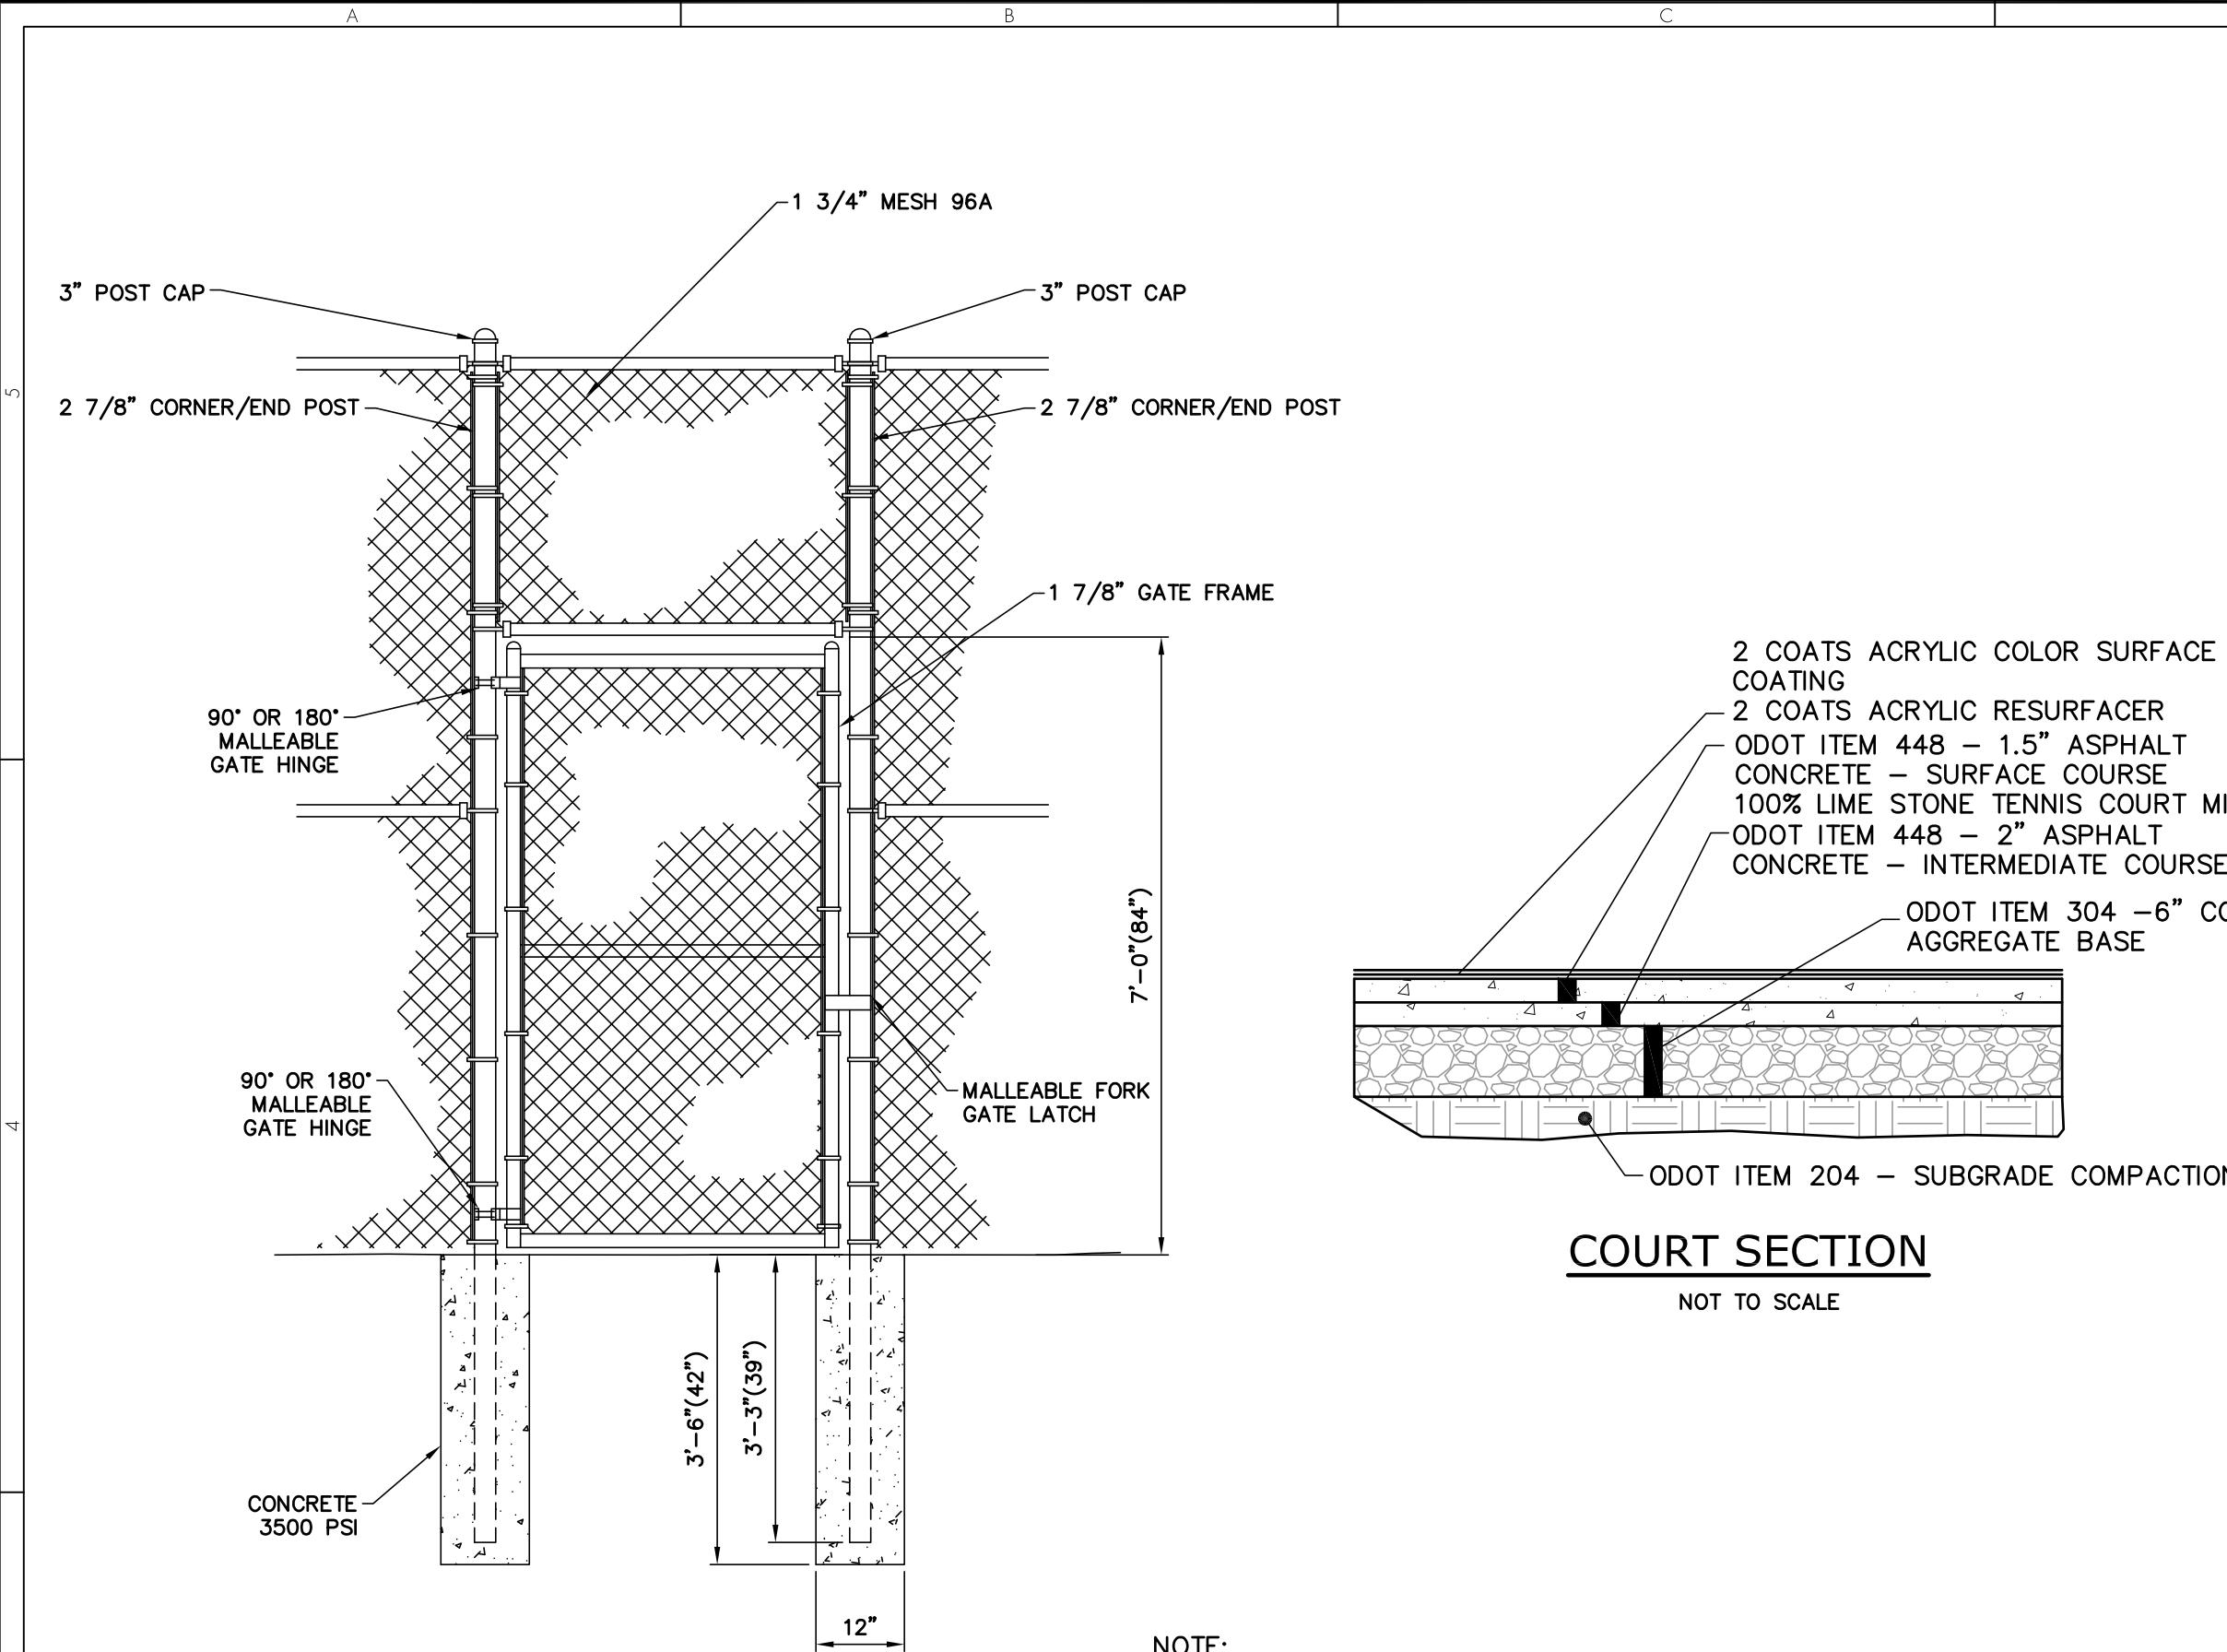 A
B
C
5
4
1 3/4” MESH 96A
3” POST CAP
3” POST CAP
2 7/8” CORNER/END POST
2 7/8” CORNER/END POST
1 7/8” GATE FRAME
90° OR 180°
MALLEABLE
GATE HINGE
7'-0”(84”)
90° OR 180°
MALLEABLE
GATE HINGE
MALLEABLE FORK
GATE LATCH
3'-6”(42”)
3'-3”(39”)
CONCRETE
3500 PSI
12”
2 COATS ACRYLIC COLOR SURFACE
COATING
2 COATS ACRYLIC RESURFACER
ODOT ITEM 448 – 1.5” ASPHALT
CONCRETE – SURFACE COURSE
100% LIME STONE TENNIS COURT
ODOT ITEM 448 – 2” ASPHALT
CONCRETE – INTERMEDIATE COURSE
ODOT ITEM 304 –6”
AGGREGATE BASE
ODOT ITEM 204 – SUBGRADE COMPACTION
COURT SECTION
NOT TO SCALE
NOTE: